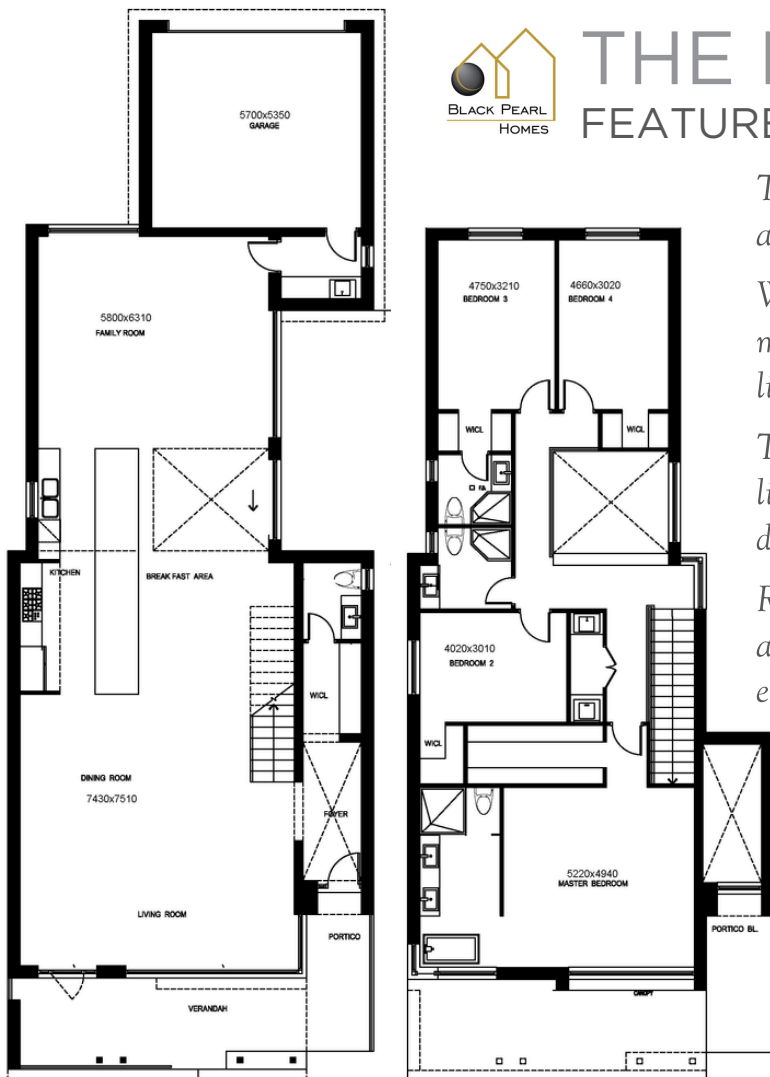 BLACK PEARL
HOMES
THE
FEATURE
5700x5350
GARAGE
5800x6310
FAMILY ROOM
KITCHEN
BREAK FAST AREA
WICL
DINING ROOM
7430x7510
FOYER
LIVING ROOM
PORTICO
VERANDAH
4750x3210
BEDROOM 3
4660x3020
BEDROOM 4
WICL
WICL
4020x3010
BEDROOM 2
WICL
5220x4940
MASTER BEDROOM
PORTICO BL.
CANOPY